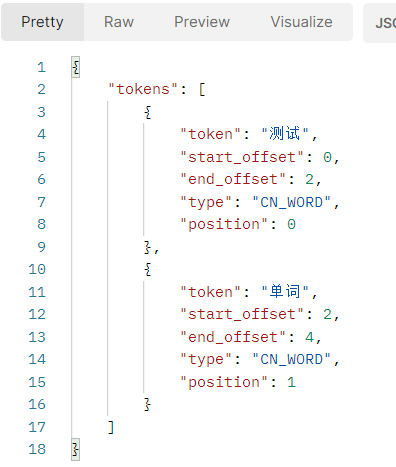 Pretty Raw Preview Visualize JSO
1 {
2 "tokens": [
3 {
4 "token": "测试",
5 "start_offset": 0,
6 "end_offset": 2,
7 "type": "CN_WORD",
8 "position": 0
9 },
10 {
11 "token": "单词",
12 "start_offset": 2,
13 "end_offset": 4,
14 "type": "CN_WORD",
15 "position": 1
16 }
17 ]
18 }